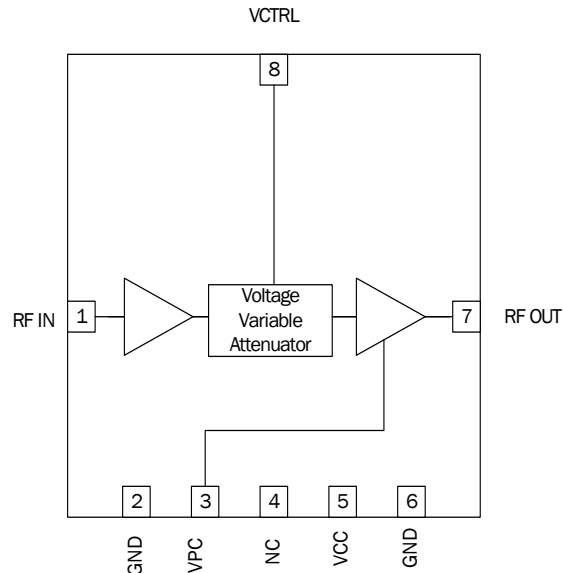 VCTRL
8
RF IN
1
Voltage
Variable
Attenuator
7
RF OUT
2
3
4
5
6
GND
VPC
NC
VCC
GND